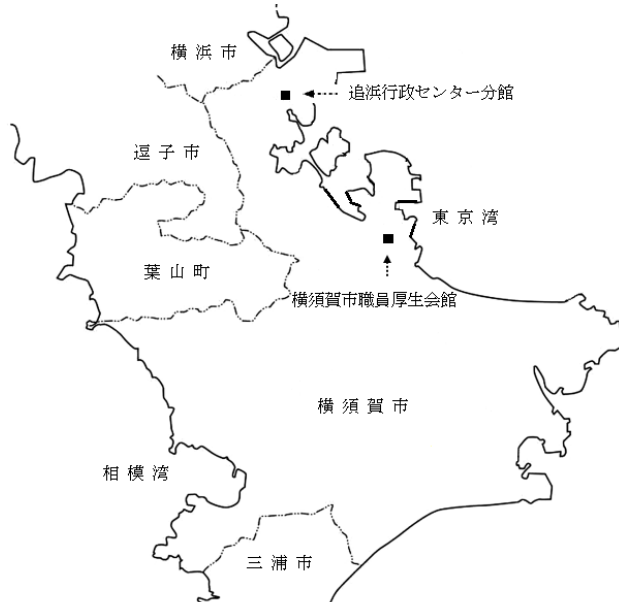 横浜市
追浜行政センター分館
逗子市
東京湾
葉山町
横須賀市職員厚生会館
横須賀市
相模湾
三浦市